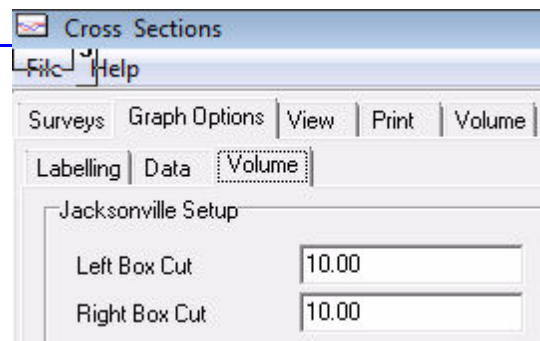 Cross Sections
File Help
Surveys Graph Options View Print Volume
Labelling Data Volume
Jacksonville Setup
Left Box Cut 10.00
Right Box Cut 10.00